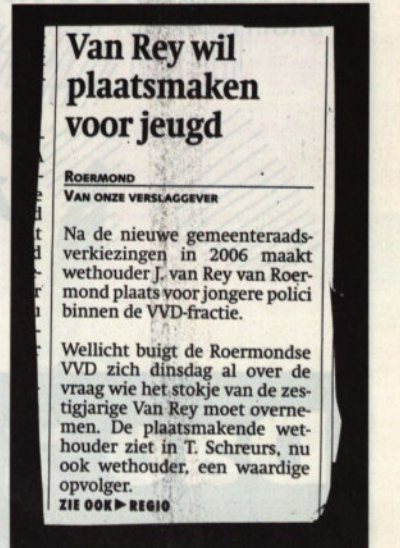 Van Rey wil
plaatsmaken
voor jeugd
ROERMOND
VAN ONZE VERSLAGGEVER
Na de nieuwe gemeenteraads-
verkiezingen in 2006 maakt
wethouder J. van Rey van Roer-
mond plaats voor jongere polici
binnen de VVD-fractie.
Wellicht buigt de Roermondse
VVD zich dinsdag al over de
vraag wie het stokje van de zes-
tigjarige Van Rey moet overne-
men. De plaatsmakende wet-
houder ziet in T. Schreurs, nu
ook wethouder, een waardige
opvolger.
ZIE OOK ▶ REGIO